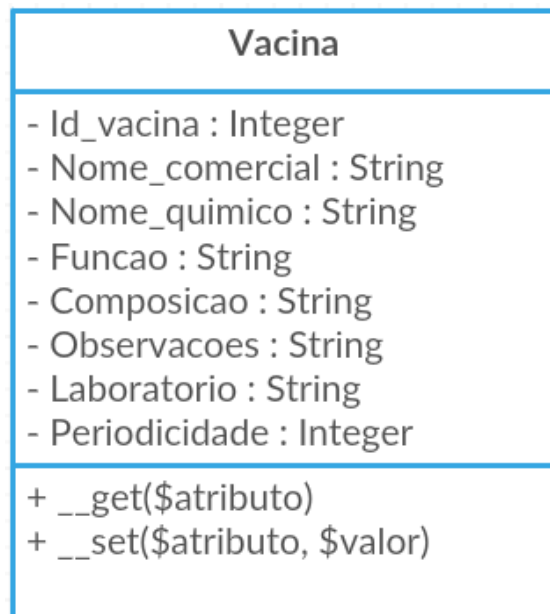 Vacina
- Id_vacina : Integer
- Nome_comercial : String
- Nome_quimico : String
- Funcao : String
- Composicao : String
- Observacoes : String
- Laboratorio : String
- Periodicidade : Integer
+ __get($atributo)
+ __set($atributo, $valor)